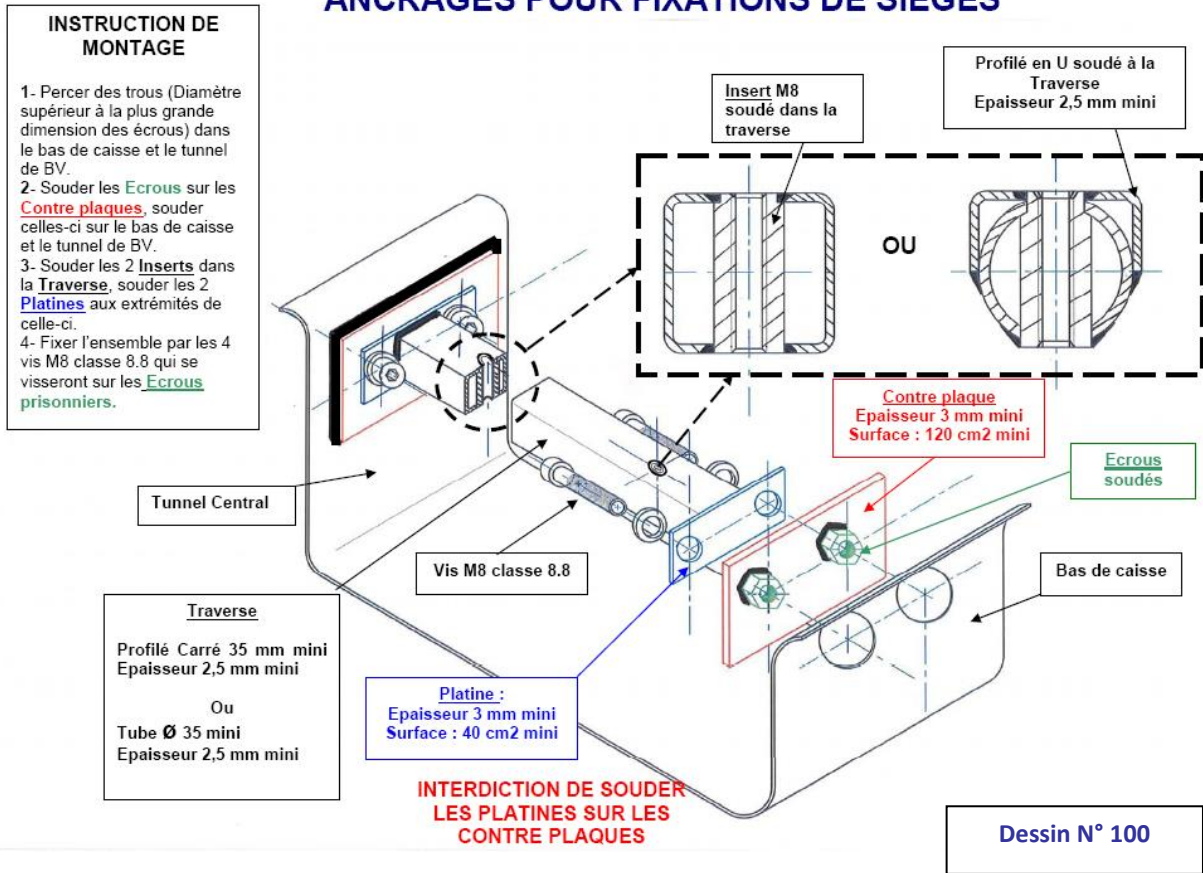 ANCRAGES POUR FIXATIONS DE SIEGES
INSTRUCTION DE
MONTAGE
1- Percer des trous (Diamètre
supérieur à la plus grande
dimension des écrous) dans
le bas de caisse et le tunnel
de BV.
2- Souder les Ecrous sur les
Contre plaques, souder
celles-ci sur le bas de caisse
et le tunnel de BV.
3- Souder les 2 Inserts dans
la Traverse, souder les 2
Platines aux extrémités de
celle-ci.
4- Fixer l'ensemble par les 4
vis M8 classe 8.8 qui se
visseront sur les Ecrous
prisonniers.
Insert M8
soudé dans la
traverse
Profilé en U soudé à la
Traverse
Epaisseur 2,5 mm mini
OU
Contre plaque
Epaisseur 3 mm mini
Surface : 120 cm2 mini
Ecrous
soudés
Tunnel Central
Vis M8 classe 8.8
Bas de caisse
Traverse
Profilé Carré 35 mm mini
Epaisseur 2,5 mm mini
Ou
Tube Ø 35 mini
Epaisseur 2,5 mm mini
Platine :
Epaisseur 3 mm mini
Surface : 40 cm2 mini
INTERDICTION DE SOUDER
LES PLATINES SUR LES
CONTRE PLAQUES
Dessin N° 100